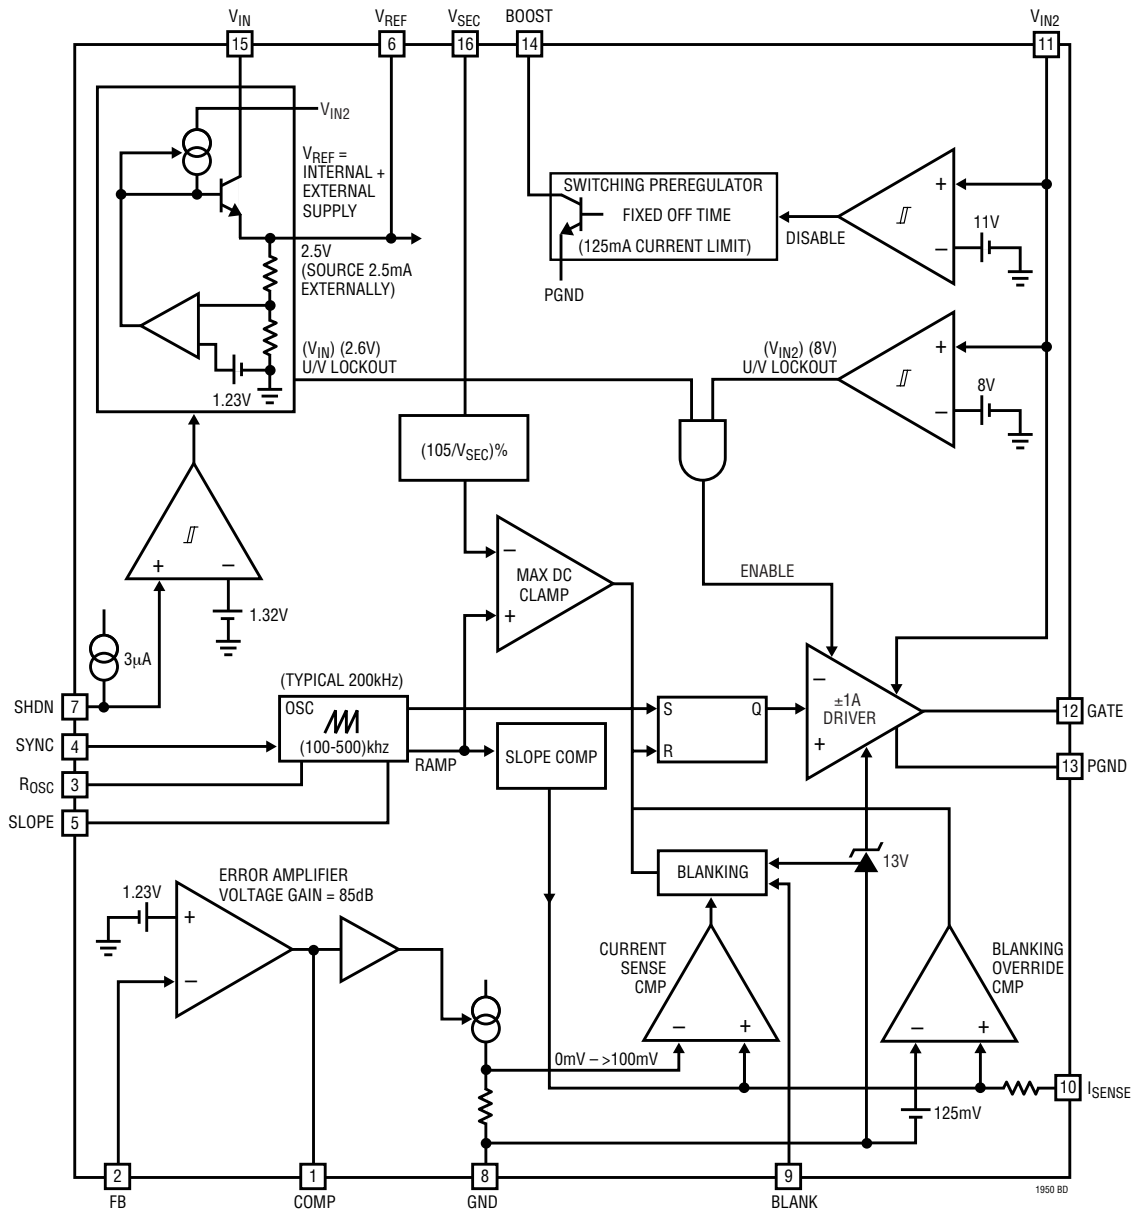 VIN
VREF
VSEC
BOOST
VIN2
15
6
16
14
11
VIN2
VREF =
INTERNAL +
EXTERNAL
SUPPLY
2.5V
(SOURCE 2.5mA
EXTERNALLY)
1.23V
SWITCHING PREREGULATOR
FIXED OFF TIME
(125mA CURRENT LIMIT)
PGND
DISABLE
+
–
11V
(VIN) (2.6V)
U/V LOCKOUT
(VIN2) (8V)
U/V LOCKOUT
+
–
8V
(105/VSEC)%
+
–
1.32V
–
MAX DC
CLAMP
+
ENABLE
3µA
SHDN
7
SYNC
4
ROSC
3
SLOPE
5
(TYPICAL 200kHz)
OSC
(100-500)khz
RAMP
SLOPE COMP
S
Q
R
–
±1A
DRIVER
+
12
GATE
13
PGND
13V
BLANKING
ERROR AMPLIFIER
VOLTAGE GAIN = 85dB
1.23V
+
–
CURRENT
SENSE
CMP
–
+
BLANKING
OVERRIDE
CMP
–
+
0mV – >100mV
10
ISENSE
125mV
2
1
8
9
FB
COMP
GND
BLANK
1950 BD